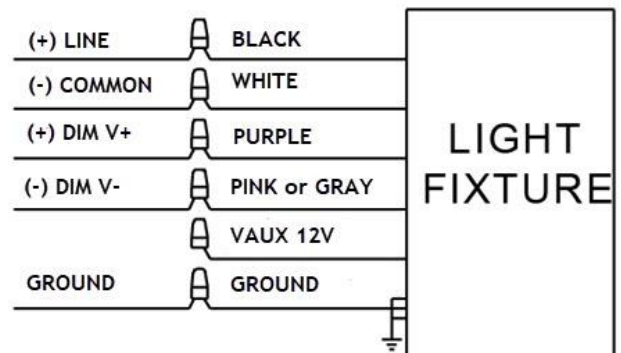 (+) LINE BLACK
(-) COMMON WHITE
(+) DIM V+ PURPLE
(-) DIM V- PINK or GRAY
VAUX 12V
GROUND GROUND
LIGHT
FIXTURE